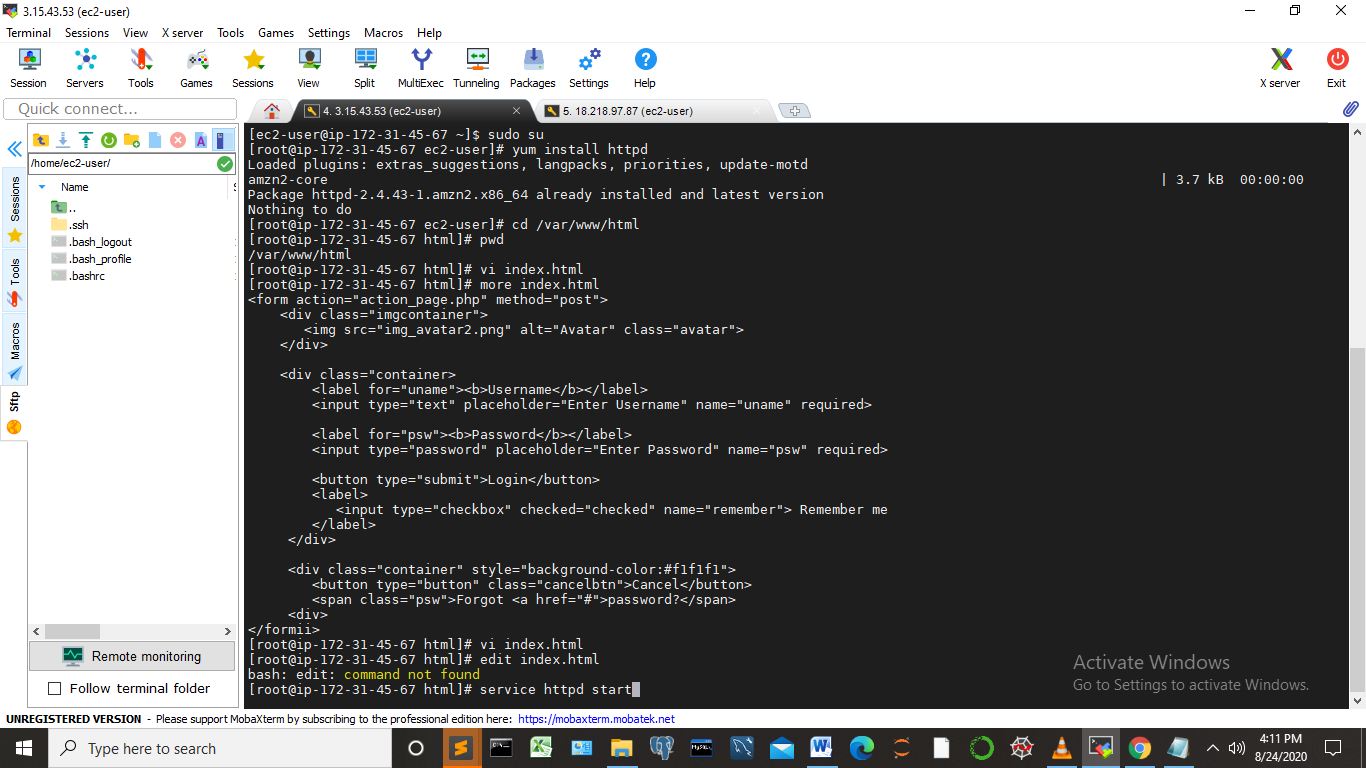 3.15.43.53 (ec2-user)
Terminal Sessions View X server Tools Games Settings Macros Help
Session Servers Tools Games Sessions View Split MultiExec Tunneling Packages Settings Help X server Exit
Quick connect...
4. 3.15.43.53 (ec2-user)
5. 18.218.97.87 (ec2-user)
/home/ec2-user/
Name
..
.ssh
.bash_logout
.bash_profile
.bashrc
Sessions
Tools
Macros
Sftp
Remote monitoring
Follow terminal folder
[ec2-user@ip-172-31-45-67 ~]$ sudo su
[root@ip-172-31-45-67 ec2-user]# yum install httpd
Loaded plugins: extras_suggestions, langpacks, priorities, update-motd
amzn2-core | 3.7 kB 00:00:00
Package httpd-2.4.43-1.amzn2.x86_64 already installed and latest version
Nothing to do
[root@ip-172-31-45-67 ec2-user]# cd /var/www/html
[root@ip-172-31-45-67 html]# pwd
/var/www/html
[root@ip-172-31-45-67 html]# vi index.html
[root@ip-172-31-45-67 html]# more index.html
<form action="action_page.php" method="post">
    <div class="imgcontainer">
       <img src="img_avatar2.png" alt="Avatar" class="avatar">
    </div>
    <div class="container>
        <label for="uname"><b>Username</b></label>
        <input type="text" placeholder="Enter Username" name="uname" required>
        <label for="psw"><b>Password</b></label>
        <input type="password" placeholder="Enter Password" name="psw" required>
        <button type="submit">Login</button>
        <label>
           <input type="checkbox" checked="checked" name="remember"> Remember me
        </label>
     </div>
     <div class="container" style="background-color:#f1f1f1">
        <button type="button" class="cancelbtn">Cancel</button>
        <span class="psw">Forgot <a href="#">password?</span>
     <div>
</formii>
[root@ip-172-31-45-67 html]# vi index.html
[root@ip-172-31-45-67 html]# edit index.html
bash: edit: command not found
[root@ip-172-31-45-67 html]# service httpd start
Activate Windows
Go to Settings to activate Windows.
UNREGISTERED VERSION - Please support MobaXterm by subscribing to the professional edition here: https://mobaxterm.mobatek.net
Type here to search
4:11 PM
8/24/2020